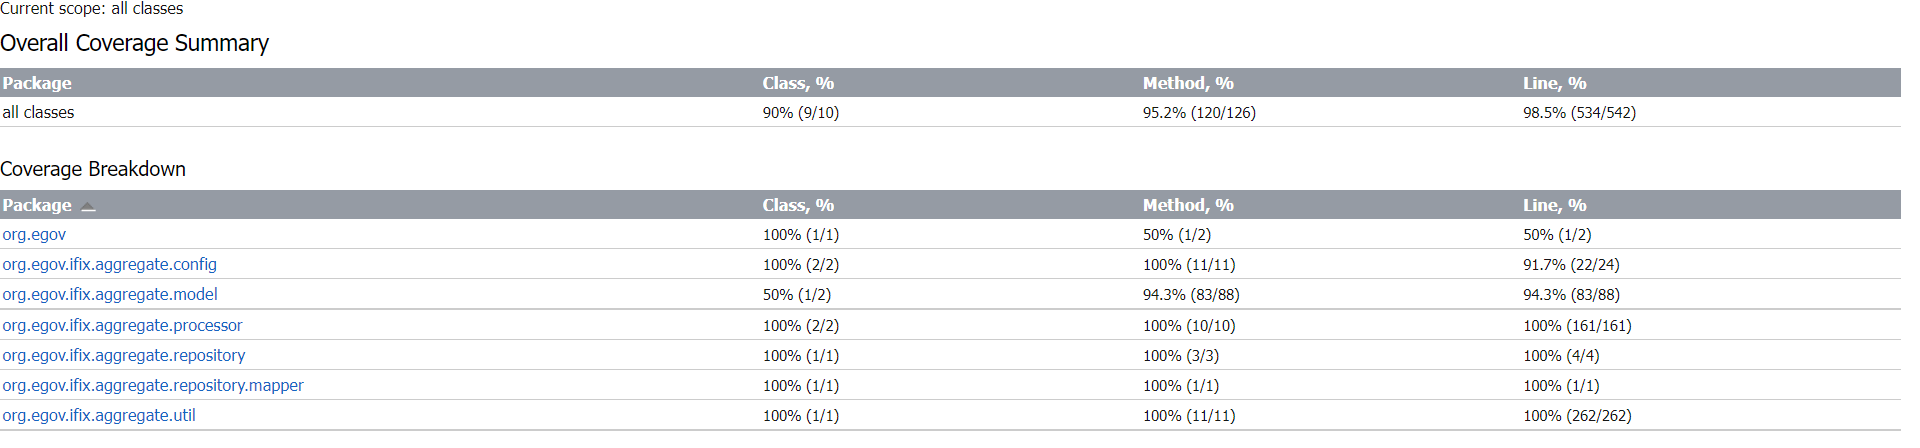 Current scope: all classes
Overall Coverage Summary
Package Class, % Method, % Line, %
all classes 90% (9/10) 95.2% (120/126) 98.5% (534/542)
Coverage Breakdown
Package Class, % Method, % Line, %
org.egov 100% (1/1) 50% (1/2) 50% (1/2)
org.egov.ifix.aggregate.config 100% (2/2) 100% (11/11) 91.7% (22/24)
org.egov.ifix.aggregate.model 50% (1/2) 94.3% (83/88) 94.3% (83/88)
org.egov.ifix.aggregate.processor 100% (2/2) 100% (10/10) 100% (161/161)
org.egov.ifix.aggregate.repository 100% (1/1) 100% (3/3) 100% (4/4)
org.egov.ifix.aggregate.repository.mapper 100% (1/1) 100% (1/1) 100% (1/1)
org.egov.ifix.aggregate.util 100% (1/1) 100% (11/11) 100% (262/262)